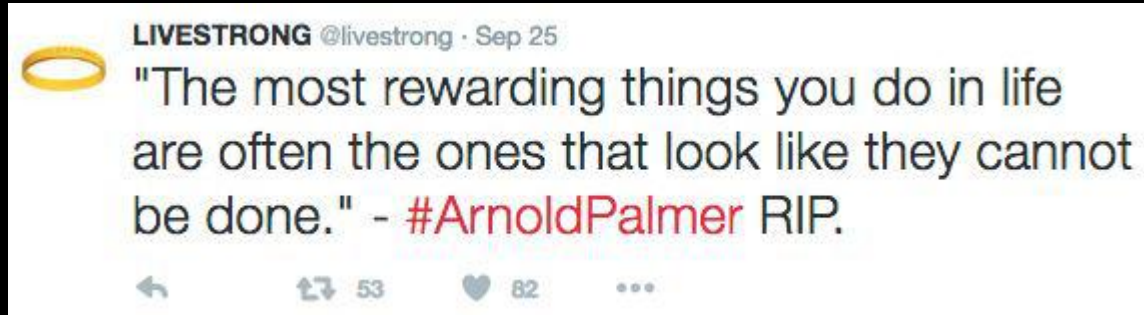 LIVESTRONG @livestrong · Sep 25
"The most rewarding things you do in life
are often the ones that look like they cannot
be done." - #ArnoldPalmer RIP.
53 82